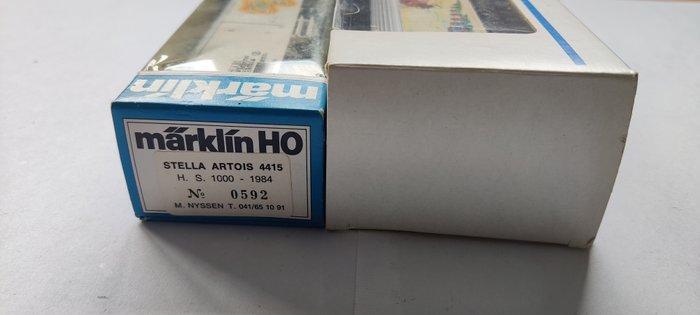 märklin
märklin HO
STELLA ARTOIS 4415
H. S. 1000 - 1984
No 0592
M. NYSSEN T. 041/65 10 91